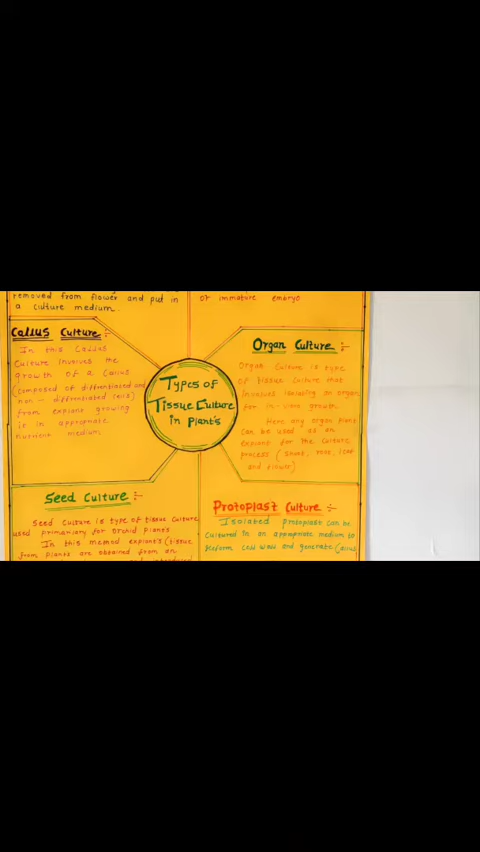 removed from flower and put in
a culture medium.
of immature embryo
Callus Culture :-
In this callus
culture involves the
growth of a callus
(composed of differentiated and
non - differentiated cells)
from explant growing
it in appropriate
nutrient medium
Types of
Tissue Culture
in Plant's
Organ Culture :-
Organ culture is type
of tissue culture that
involves isolating an organ
for in-vitro growth.
Here any organ plant
can be used as an
explant for the culture
process (shoot, root, leaf
and flower)
Seed Culture :-
Seed culture is type of tissue culture
used primarily for orchid plants
In this method explants (tissue
from plants are obtained from an
Protoplast Culture :-
Isolated protoplast can be
cultured in an appropriate medium to
reform cell wall and generate callus